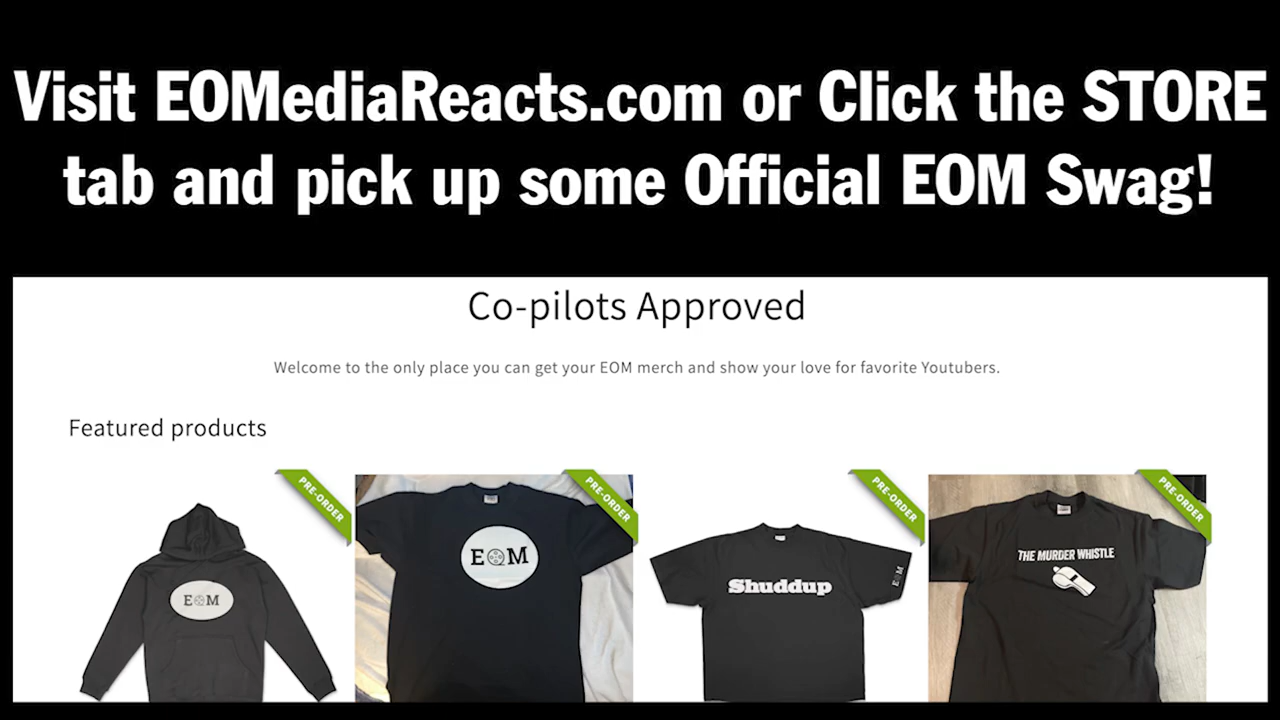 Visit EOMediaReacts.com or Click the STORE
tab and pick up some Official EOM Swag!
Co-pilots Approved
Welcome to the only place you can get your EOM merch and show your love for favorite Youtubers.
Featured products
PRE-ORDER
PRE-ORDER
PRE-ORDER
PRE-ORDER
EOM
EOM
Shuddup
EOM
THE MURDER WHISTLE